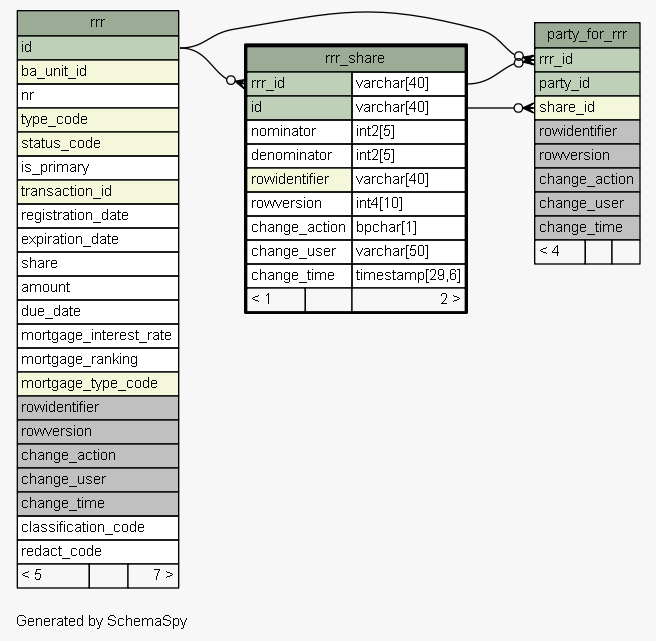 rrr
id
ba_unit_id
nr
type_code
status_code
is_primary
transaction_id
registration_date
expiration_date
share
amount
due_date
mortgage_interest_rate
mortgage_ranking
mortgage_type_code
rowidentifier
rowversion
change_action
change_user
change_time
classification_code
redact_code
< 5 7 >
rrr_share
rrr_id varchar[40]
id varchar[40]
nominator int2[5]
denominator int2[5]
rowidentifier varchar[40]
rowversion int4[10]
change_action bpchar[1]
change_user varchar[50]
change_time timestamp[29,6]
< 1 2 >
party_for_rrr
rrr_id
party_id
share_id
rowidentifier
rowversion
change_action
change_user
change_time
< 4
Generated by SchemaSpy